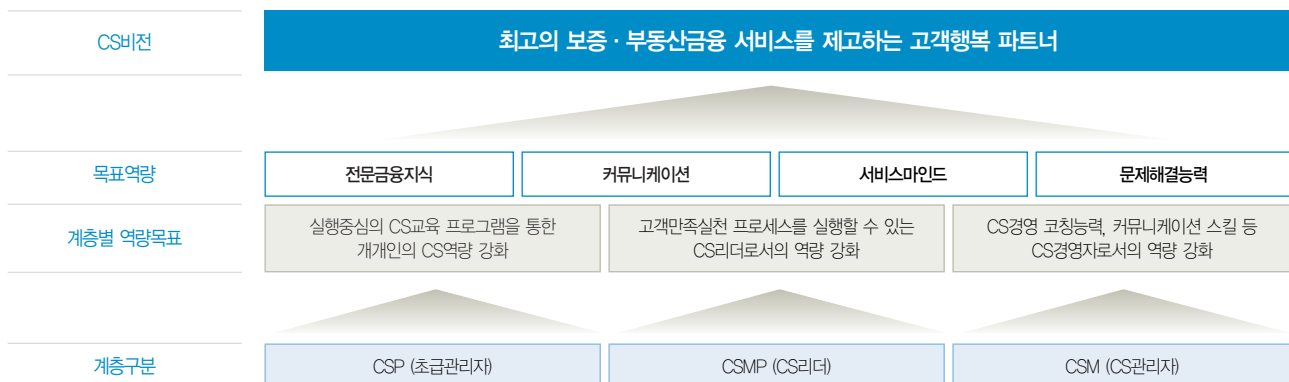 CS비전
최고의 보증 · 부동산금융 서비스를 제고하는 고객행복 파트너
목표역량
전문금융지식
커뮤니케이션
서비스마인드
문제해결능력
계층별 역량목표
실행중심의 CS교육 프로그램을 통한
개개인의 CS역량 강화
고객만족실천 프로세스를 실행할 수 있는
CS리더로서의 역량 강화
CS경영 코칭능력, 커뮤니케이션 스킬 등
CS경영자로서의 역량 강화
계층구분
CSP (초급관리자)
CSMP (CS리더)
CSM (CS관리자)